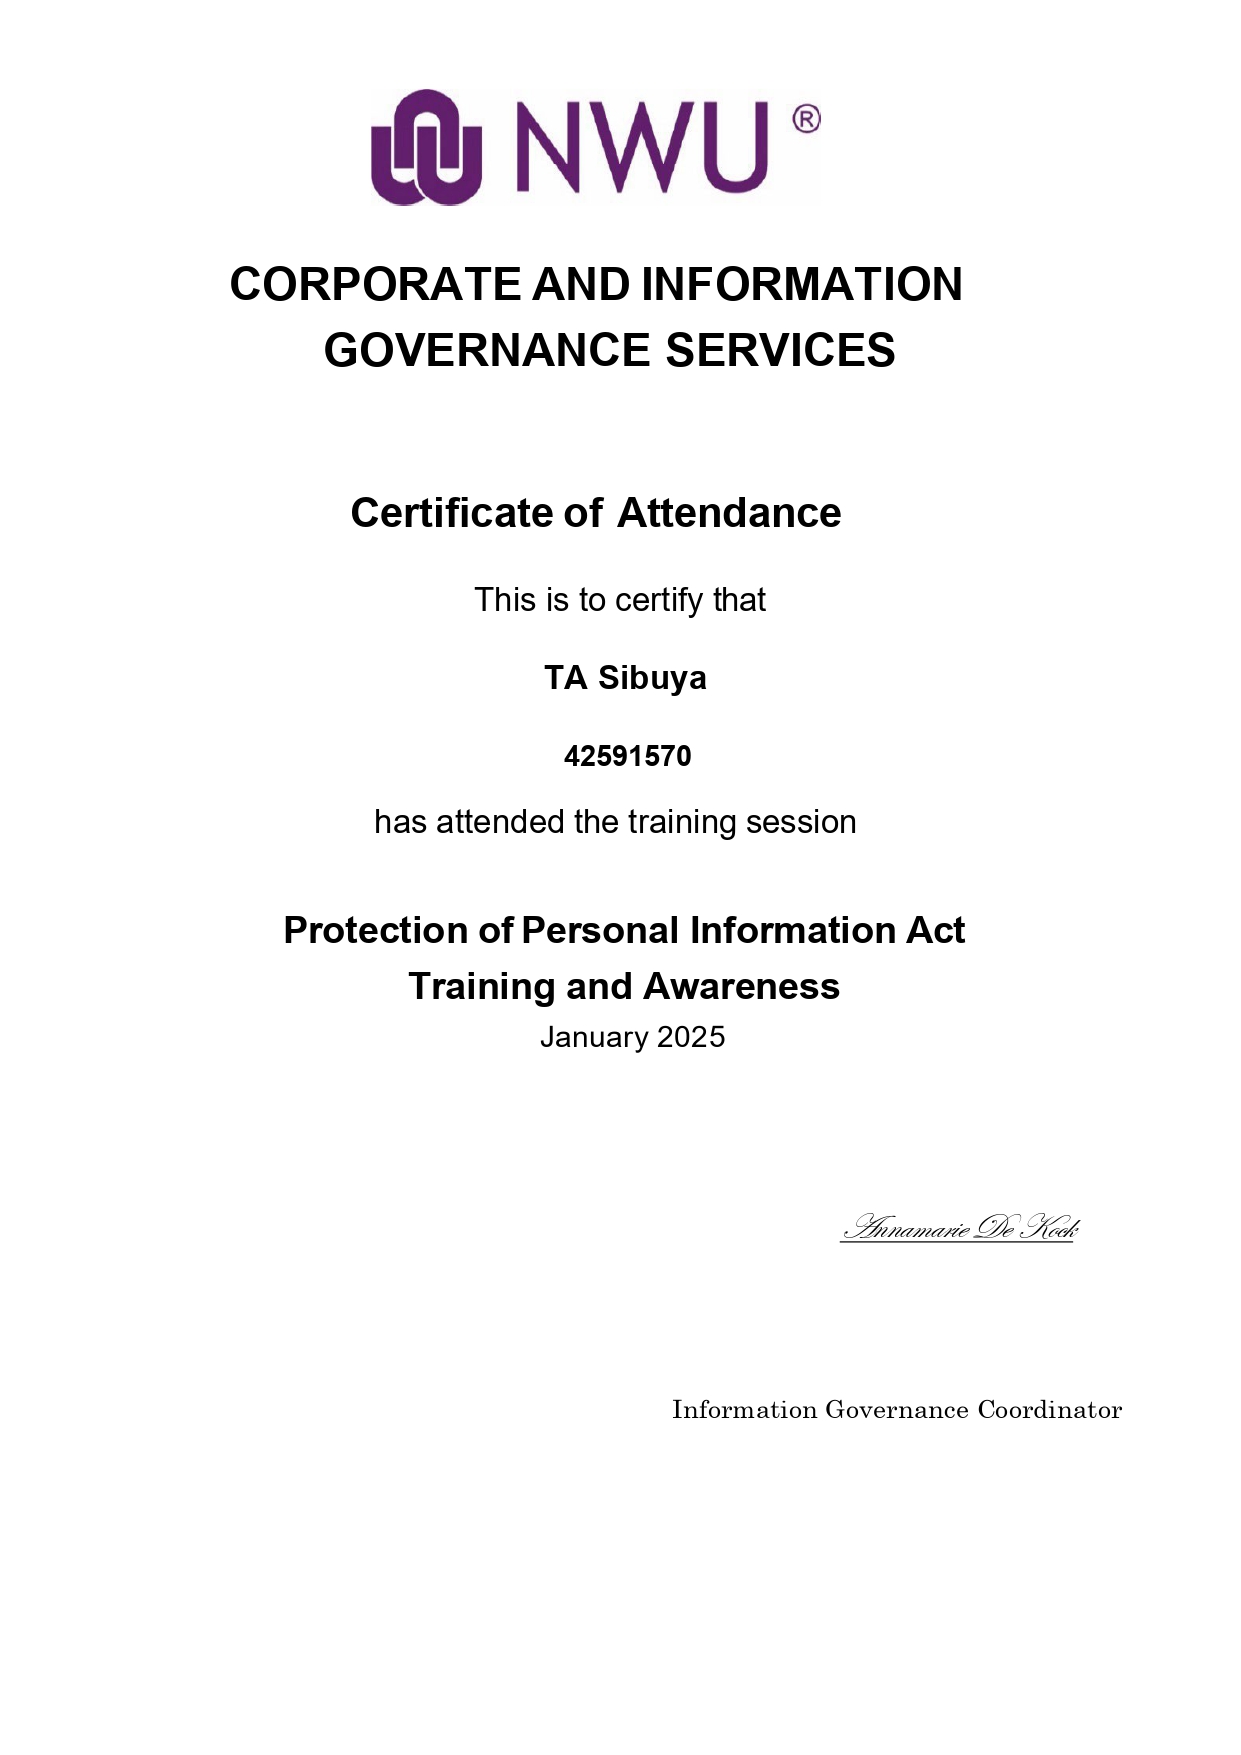 NWU ®
CORPORATE AND INFORMATION
GOVERNANCE SERVICES
Certificate of Attendance
This is to certify that
TA Sibuya
42591570
has attended the training session
Protection of Personal Information Act
Training and Awareness
January 2025
Annamarie De Kock
Information Governance Coordinator